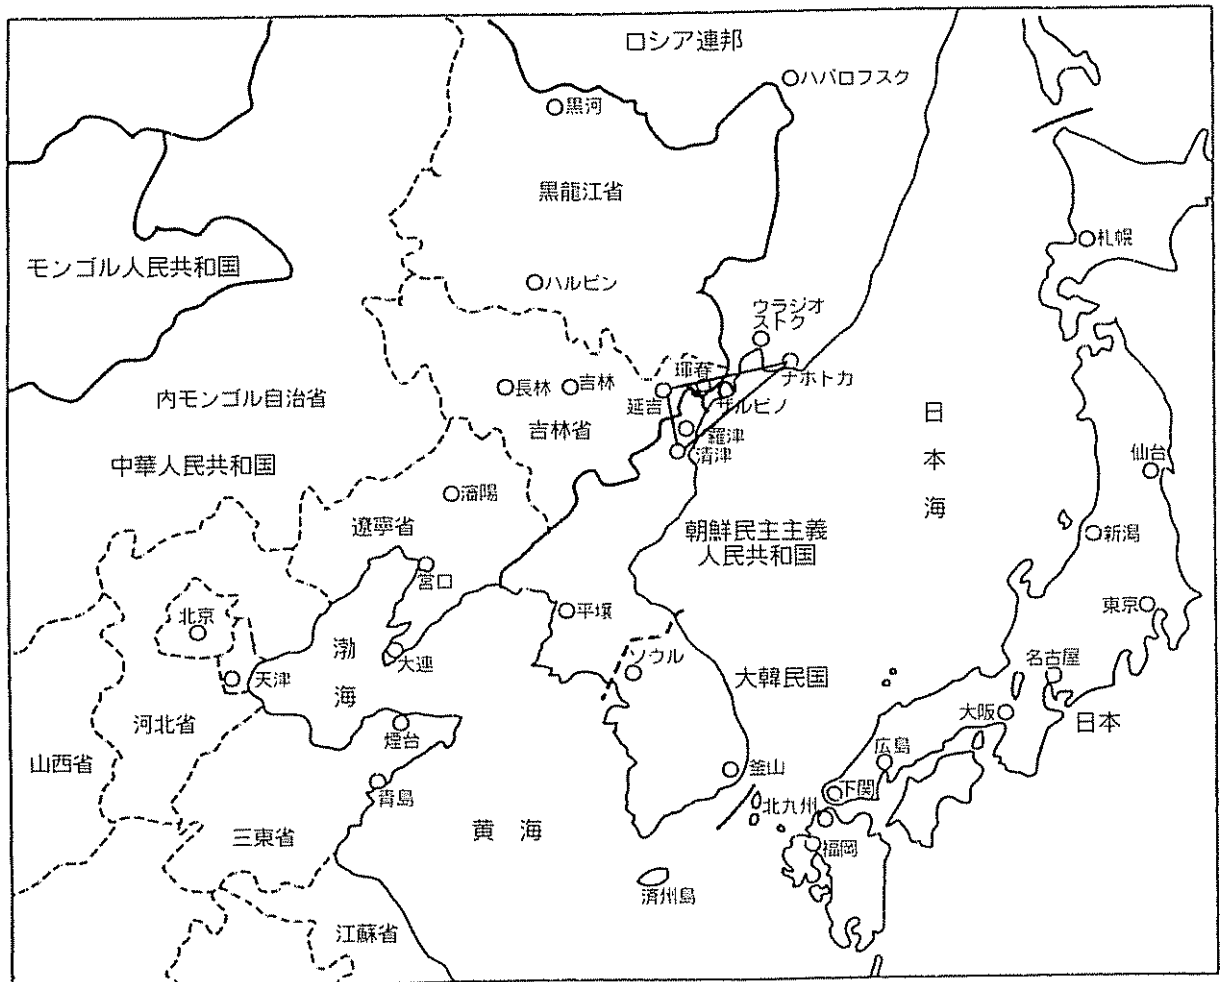 ロシア連邦
ハバロフスク
黒河
黒龍江省
札幌
モンゴル人民共和国
ハルビン
ウラジオ
ストク
琿春
ナホトカ
長林
吉林
内モンゴル自治省
延吉
ザルビノ
吉林省
羅津
清津
日
本
海
中華人民共和国
仙台
瀋陽
遼寧省
朝鮮民主主義
人民共和国
新潟
営口
平壌
東京
北京
渤
海
大連
ソウル
大韓民国
名古屋
天津
河北省
大阪
日本
煙台
山西省
広島
釜山
青島
下関
北九州
三東省
黄海
福岡
済州島
江蘇省